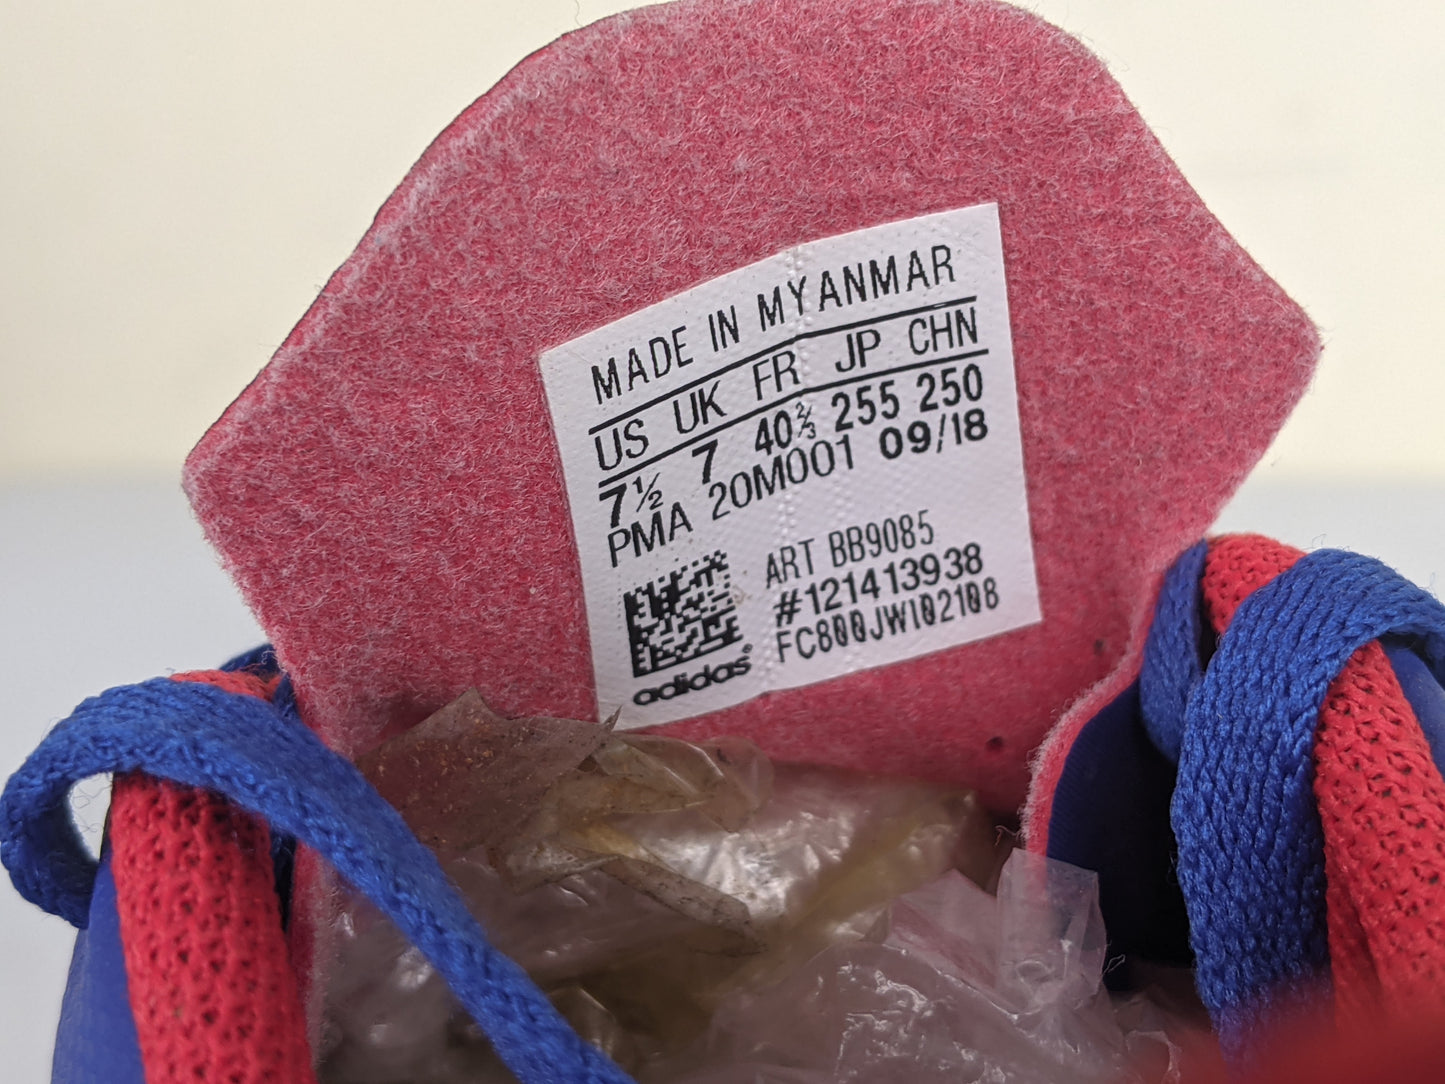 MADE IN MYANMAR
US UK FR JP CHN
7½ 7 40⅔ 255 250
PMA 20M001 09/18
ART BB9085
#121413938
FC800JWI02108
adidas®